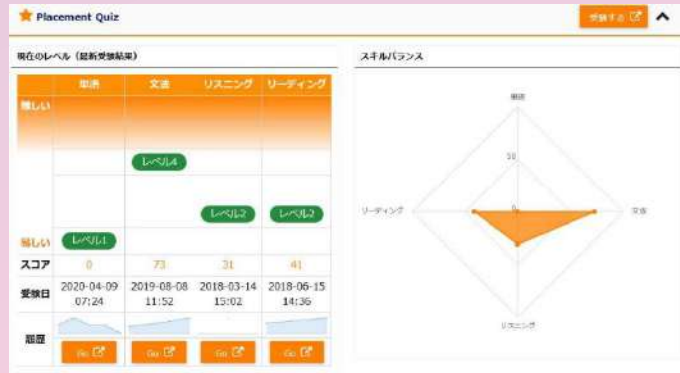 Placement Quiz
受験する
現在のレベル（最新受験結果）
スキルバランス
単語 文法 リスニング リーディング
難しい
レベル4
レベル2 レベル2
易しい レベル1
スコア 0 73 31 41
受験日 2020-04-09 07:24 2019-08-08 11:52 2018-03-14 15:02 2018-06-15 14:36
履歴
Go Go Go Go
単語
50
リーディング 0 文法
リスニング